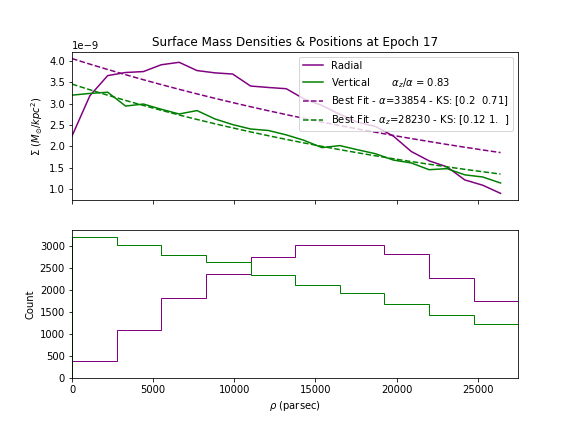 Surface Mass Densities & Positions at Epoch 17
1e−9
Σ (M⊙/kpc²)
4.0
3.5
3.0
2.5
2.0
1.5
1.0
Radial
Vertical αz/α = 0.83
Best Fit - α=33854 - KS: [0.2 0.71]
Best Fit - αz=28230 - KS: [0.12 1. ]
Count
3000
2500
2000
1500
1000
500
0
0 5000 10000 15000 20000 25000
ρ (parsec)